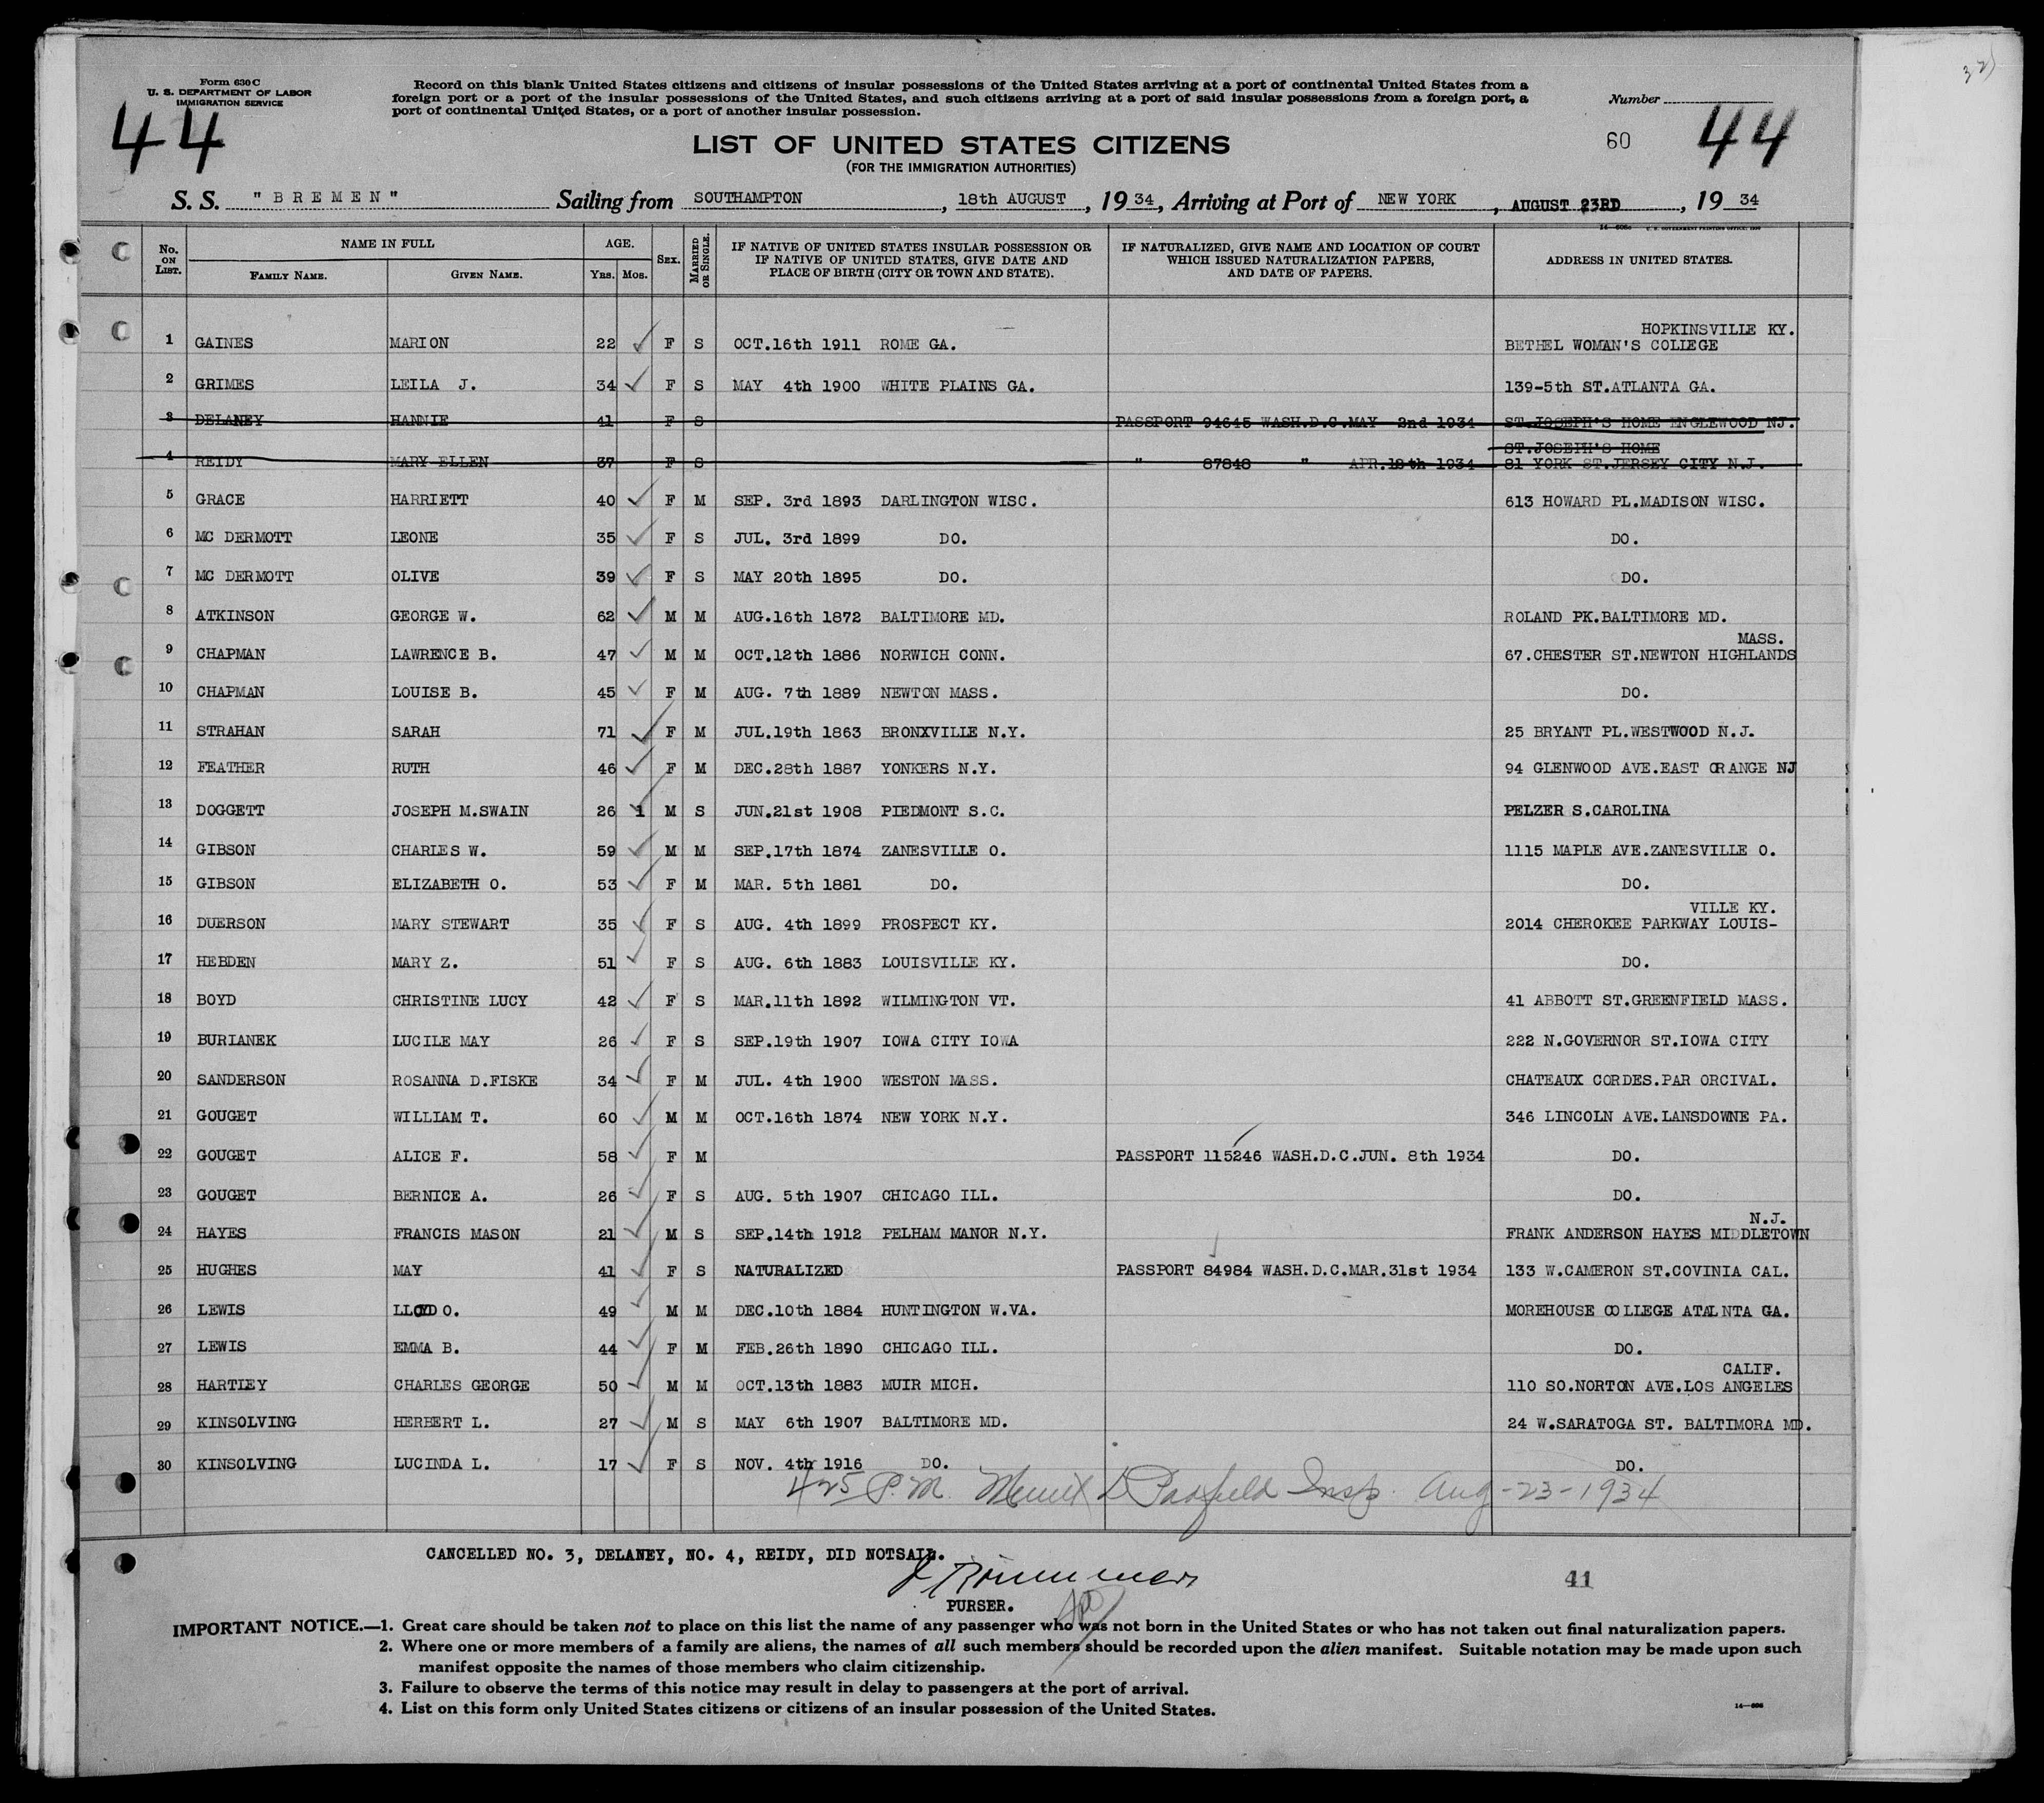 Form 630 C
U. S. DEPARTMENT OF LABOR
IMMIGRATION SERVICE
Record on this blank United States citizens and citizens of insular possessions of the United States arriving at a port of continental United States from a
foreign port or a port of the insular possessions of the United States, and such citizens arriving at a port of said insular possessions from a foreign port, a
port of continental United States, or a port of another insular possession.
Number
44
60
44
LIST OF UNITED STATES CITIZENS
(FOR THE IMMIGRATION AUTHORITIES)
S. S. "BREMEN" Sailing from SOUTHAMPTON, 18th AUGUST, 1934, Arriving at Port of NEW YORK, AUGUST 23RD, 1934
No. ON LIST. NAME IN FULL FAMILY NAME. GIVEN NAME. AGE. YRS. MOS. SEX. MARRIED OR SINGLE. IF NATIVE OF UNITED STATES INSULAR POSSESSION OR IF NATIVE OF UNITED STATES, GIVE DATE AND PLACE OF BIRTH (CITY OR TOWN AND STATE). IF NATURALIZED, GIVE NAME AND LOCATION OF COURT WHICH ISSUED NATURALIZATION PAPERS, AND DATE OF PAPERS. ADDRESS IN UNITED STATES.
HOPKINSVILLE KY.
1 GAINES MARION 22 F S OCT.16th 1911 ROME GA. BETHEL WOMAN'S COLLEGE
2 GRIMES LEILA J. 34 F S MAY 4th 1900 WHITE PLAINS GA. 139-5th ST.ATLANTA GA.
3 DELANEY HANNIE 41 F S PASSPORT 94645 WASH.D.C.MAY 2nd 1934 ST.JOSEPH'S HOME ENGLEWOOD NJ.
ST.JOSEPH'S HOME
4 REIDY MARY ELLEN 37 F S " 87848 " APR.18th 1934 81 YORK ST.JERSEY CITY N.J.
5 GRACE HARRIETT 40 F M SEP. 3rd 1893 DARLINGTON WISC. 613 HOWARD PL.MADISON WISC.
6 MC DERMOTT LEONE 35 F S JUL. 3rd 1899 DO. DO.
7 MC DERMOTT OLIVE 39 F S MAY 20th 1895 DO. DO.
8 ATKINSON GEORGE W. 62 M M AUG.16th 1872 BALTIMORE MD. ROLAND PK.BALTIMORE MD.
MASS.
9 CHAPMAN LAWRENCE B. 47 M M OCT.12th 1886 NORWICH CONN. 67.CHESTER ST.NEWTON HIGHLANDS
10 CHAPMAN LOUISE B. 45 F M AUG. 7th 1889 NEWTON MASS. DO.
11 STRAHAN SARAH 71 F M JUL.19th 1863 BRONXVILLE N.Y. 25 BRYANT PL.WESTWOOD N.J.
12 FEATHER RUTH 46 F M DEC.28th 1887 YONKERS N.Y. 94 GLENWOOD AVE.EAST ORANGE NJ
13 DOGGETT JOSEPH M.SWAIN 26 1 M S JUN.21st 1908 PIEDMONT S.C. PELZER S.CAROLINA
14 GIBSON CHARLES W. 59 M M SEP.17th 1874 ZANESVILLE O. 1115 MAPLE AVE.ZANESVILLE O.
15 GIBSON ELIZABETH O. 53 F M MAR. 5th 1881 DO. DO.
VILLE KY.
16 DUERSON MARY STEWART 35 F S AUG. 4th 1899 PROSPECT KY. 2014 CHEROKEE PARKWAY LOUIS-
17 HEBDEN MARY Z. 51 F S AUG. 6th 1883 LOUISVILLE KY. DO.
18 BOYD CHRISTINE LUCY 42 F S MAR.11th 1892 WILMINGTON VT. 41 ABBOTT ST.GREENFIELD MASS.
19 BURIANEK LUCILE MAY 26 F S SEP.19th 1907 IOWA CITY IOWA 222 N.GOVERNOR ST.IOWA CITY
20 SANDERSON ROSANNA D.FISKE 34 F M JUL. 4th 1900 WESTON MASS. CHATEAUX CORDES.PAR ORCIVAL.
21 GOUGET WILLIAM T. 60 M M OCT.16th 1874 NEW YORK N.Y. 346 LINCOLN AVE.LANSDOWNE PA.
22 GOUGET ALICE F. 58 F M PASSPORT 115246 WASH.D.C.JUN. 8th 1934 DO.
23 GOUGET BERNICE A. 26 F S AUG. 5th 1907 CHICAGO ILL. DO.
N.J.
24 HAYES FRANCIS MASON 21 M S SEP.14th 1912 PELHAM MANOR N.Y. FRANK ANDERSON HAYES MIDDLETOWN
25 HUGHES MAY 41 F S NATURALIZED PASSPORT 84984 WASH.D.C.MAR.31st 1934 133 W.CAMERON ST.COVINIA CAL.
26 LEWIS LLOYD O. 49 M M DEC.10th 1884 HUNTINGTON W.VA. MOREHOUSE COLLEGE ATALNTA GA.
27 LEWIS EMMA B. 44 F M FEB.26th 1890 CHICAGO ILL. DO.
CALIF.
28 HARTLEY CHARLES GEORGE 50 M M OCT.13th 1883 MUIR MICH. 110 SO.NORTON AVE.LOS ANGELES
29 KINSOLVING HERBERT L. 27 M S MAY 6th 1907 BALTIMORE MD. 24 W.SARATOGA ST. BALTIMORA MD.
30 KINSOLVING LUCINDA L. 17 F S NOV. 4th 1916 DO. DO.
425 P.M. Insp. Aug-23-1934
CANCELLED NO. 3, DELANEY, NO. 4, REIDY, DID NOTSAIL.
41
PURSER.
IMPORTANT NOTICE.—1. Great care should be taken not to place on this list the name of any passenger who was not born in the United States or who has not taken out final naturalization papers.
2. Where one or more members of a family are aliens, the names of all such members should be recorded upon the alien manifest. Suitable notation may be made upon such
manifest opposite the names of those members who claim citizenship.
3. Failure to observe the terms of this notice may result in delay to passengers at the port of arrival.
4. List on this form only United States citizens or citizens of an insular possession of the United States.